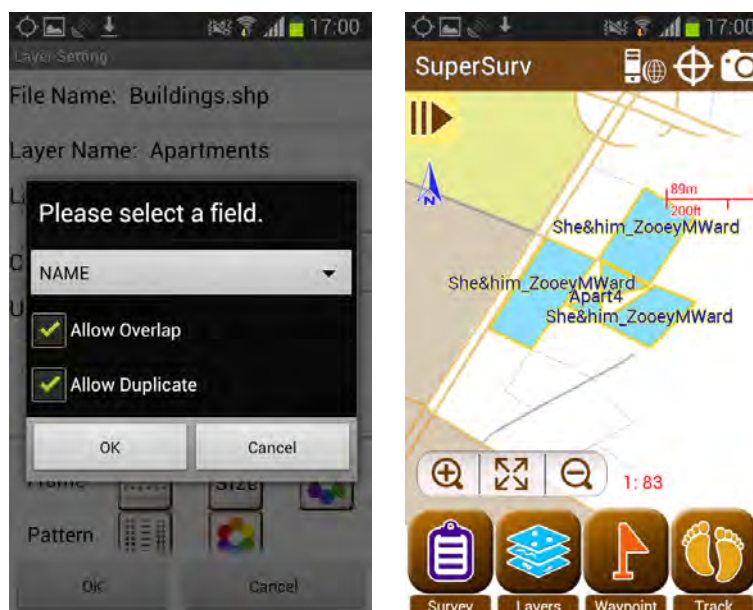 17:00
Layer Setting
File Name: Buildings.shp
Layer Name: Apartments
Please select a field.
NAME
Allow Overlap
Allow Duplicate
OK
Cancel
Frame
Size
Pattern
OK
Cancel
17:00
SuperSurv
N
89m
200ft
She&him_ZooeyMWard
She&him_ZooeyMWard
Apart4
She&him_ZooeyMWard
1:83
Survey
Layers
Waypoint
Track